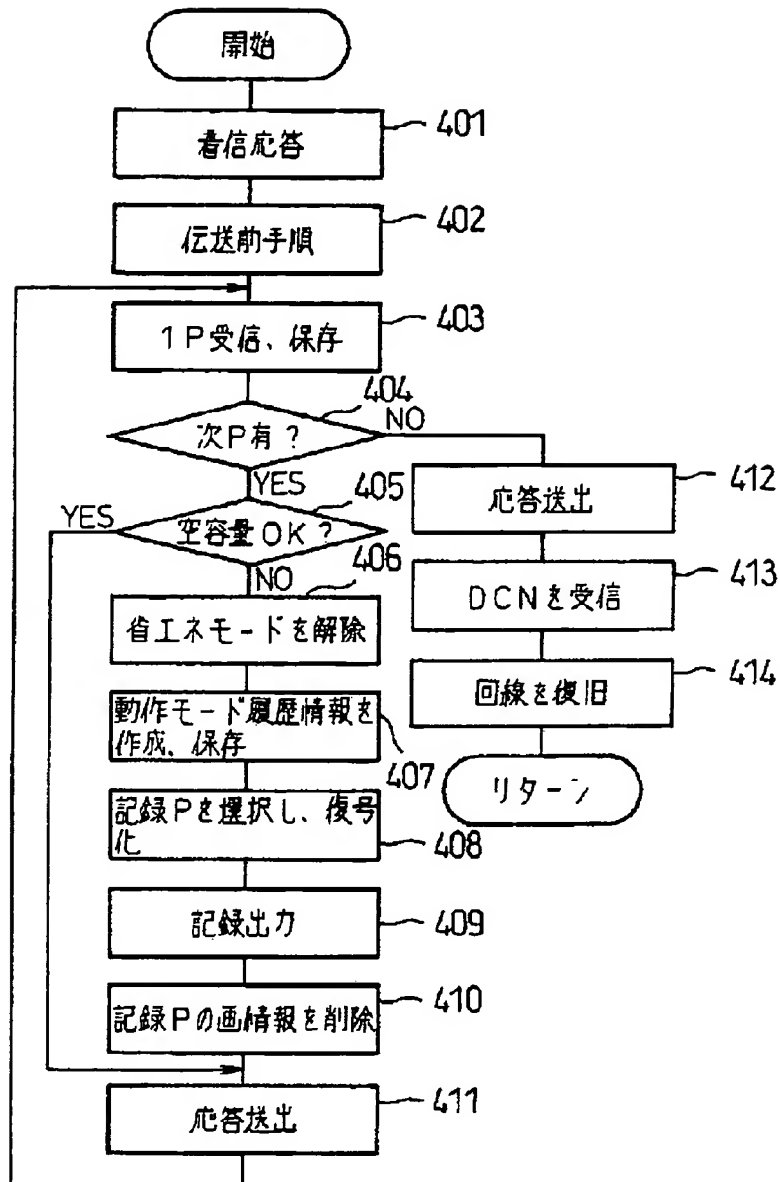 開始
着信応答
401
伝送前手順
402
1P受信、保存
403
404
次P有?
NO
YES
405
YES
空容量OK?
406
NO
省エネモードを解除
動作モード履歴情報を
作成、保存
407
記録Pを選択し、復号
化
408
記録出力
409
記録Pの画情報を削除
410
応答送出
411
応答送出
412
DCNを受信
413
回線を復旧
414
リターン